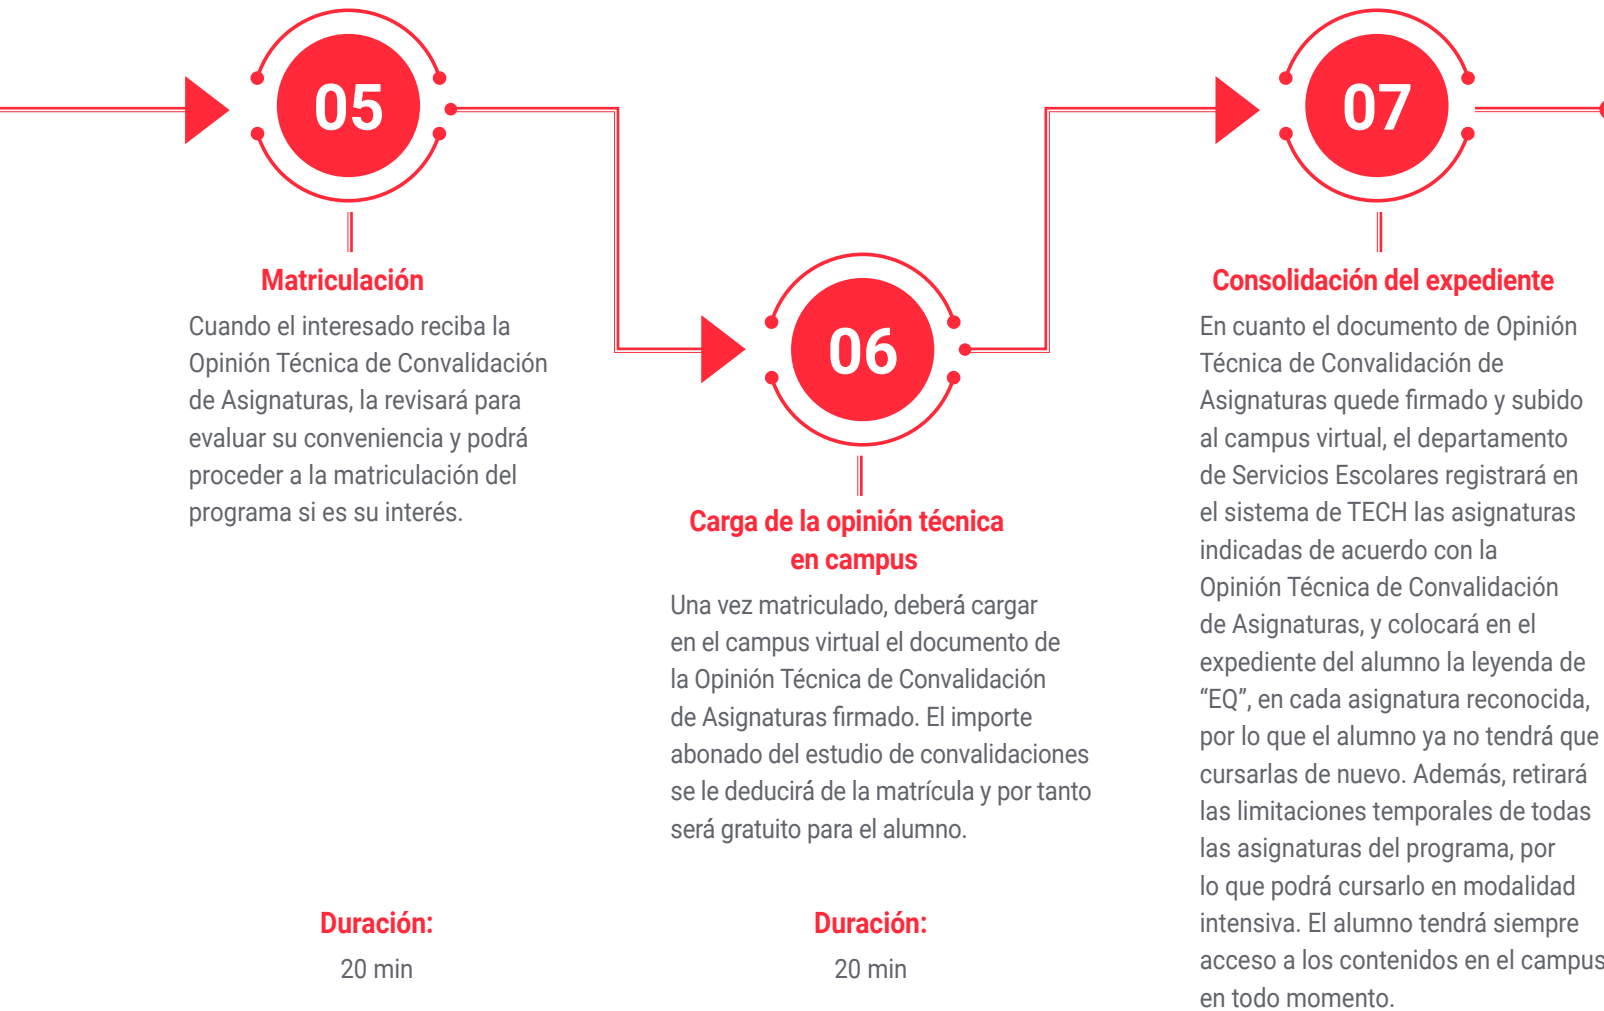 05
Matriculación
Cuando el interesado reciba la
Opinión Técnica de Convalidación
de Asignaturas, la revisará para
evaluar su conveniencia y podrá
proceder a la matriculación del
programa si es su interés.
Duración:
20 min
06
Carga de la opinión técnica
en campus
Una vez matriculado, deberá cargar
en el campus virtual el documento de
la Opinión Técnica de Convalidación
de Asignaturas firmado. El importe
abonado del estudio de convalidaciones
se le deducirá de la matrícula y por tanto
será gratuito para el alumno.
Duración:
20 min
07
Consolidación del expediente
En cuanto el documento de Opinión
Técnica de Convalidación de
Asignaturas quede firmado y subido
al campus virtual, el departamento
de Servicios Escolares registrará en
el sistema de TECH las asignaturas
indicadas de acuerdo con la
Opinión Técnica de Convalidación
de Asignaturas, y colocará en el
expediente del alumno la leyenda de
“EQ”, en cada asignatura reconocida,
por lo que el alumno ya no tendrá que
cursarlas de nuevo. Además, retirará
las limitaciones temporales de todas
las asignaturas del programa, por
lo que podrá cursarlo en modalidad
intensiva. El alumno tendrá siempre
acceso a los contenidos en el campus
en todo momento.